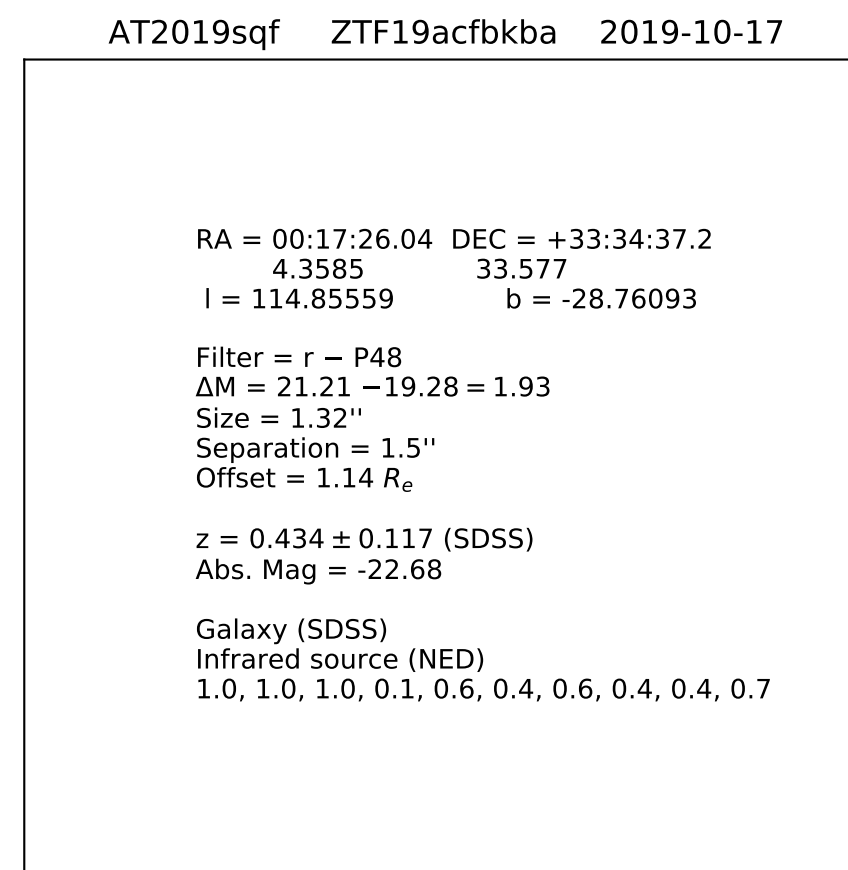 AT2019sqf ZTF19acfbkba 2019-10-17
RA = 00:17:26.04 DEC = +33:34:37.2
4.3585 33.577
l = 114.85559 b = -28.76093
Filter = r − P48
ΔM = 21.21 −19.28 = 1.93
Size = 1.32''
Separation = 1.5''
Offset = 1.14 Rₑ
z = 0.434 ± 0.117 (SDSS)
Abs. Mag = -22.68
Galaxy (SDSS)
Infrared source (NED)
1.0, 1.0, 1.0, 0.1, 0.6, 0.4, 0.6, 0.4, 0.4, 0.7